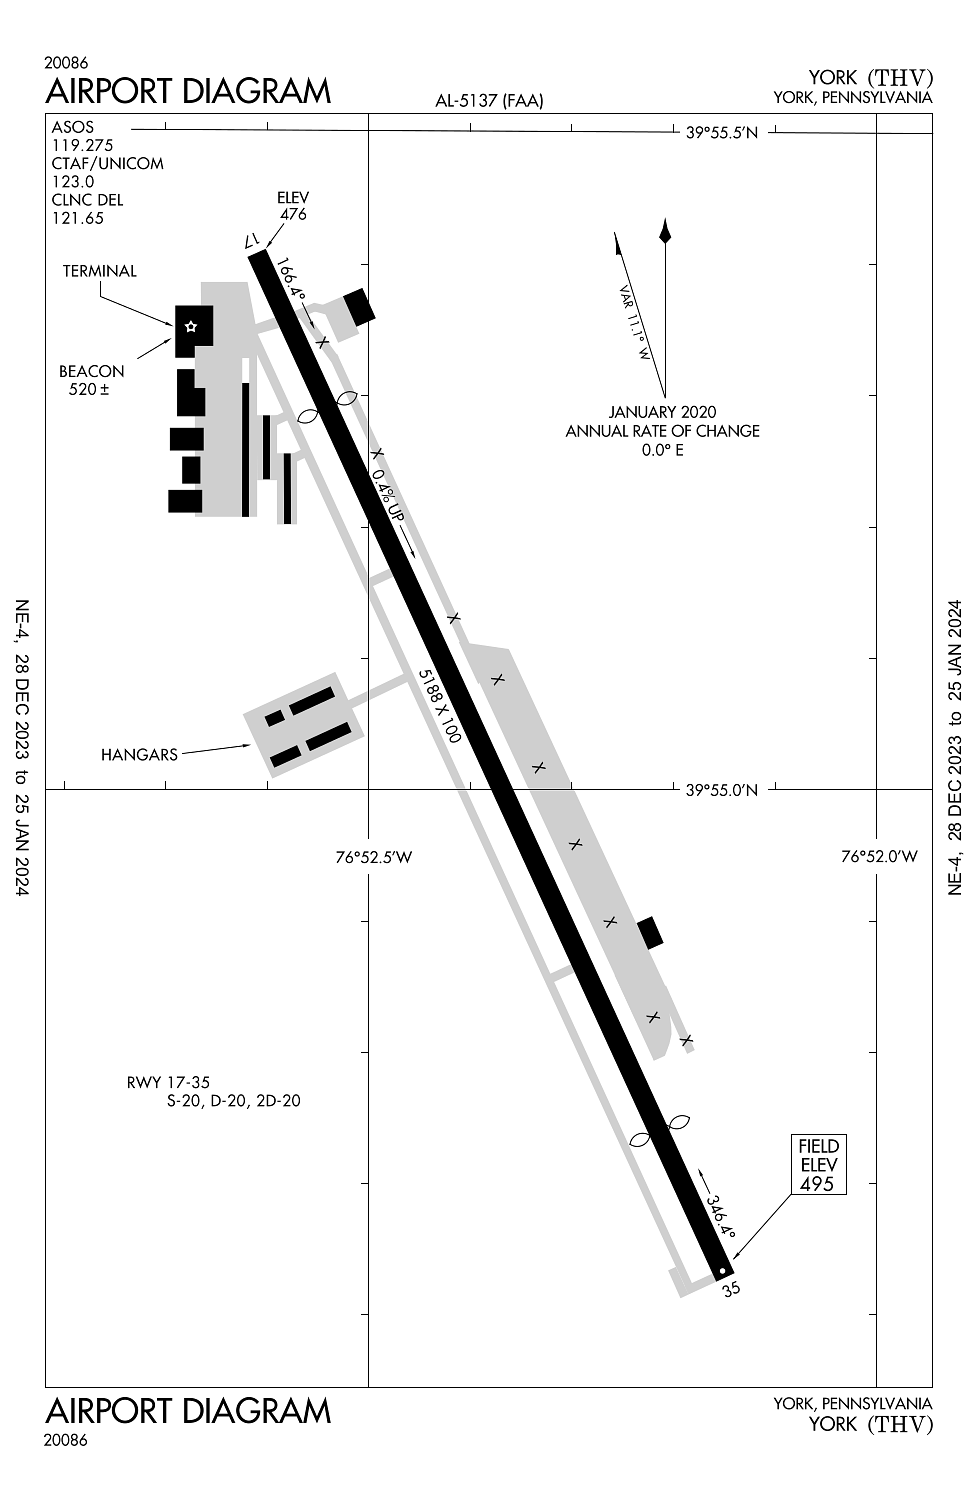 20086
AIRPORT DIAGRAM
AL-5137 (FAA)
YORK (THV)
YORK, PENNSYLVANIA
ASOS
119.275
CTAF/UNICOM
123.0
CLNC DEL
121.65
39°55.5'N
ELEV
476
17
166.4°
TERMINAL
BEACON
520 ±
VAR 11.1° W
JANUARY 2020
ANNUAL RATE OF CHANGE
0.0° E
0.4% UP
5188 X 100
HANGARS
39°55.0'N
76°52.5'W
76°52.0'W
RWY 17-35
S-20, D-20, 2D-20
FIELD
ELEV
495
346.4°
35
NE-4, 28 DEC 2023 to 25 JAN 2024
NE-4, 28 DEC 2023 to 25 JAN 2024
AIRPORT DIAGRAM
20086
YORK, PENNSYLVANIA
YORK (THV)